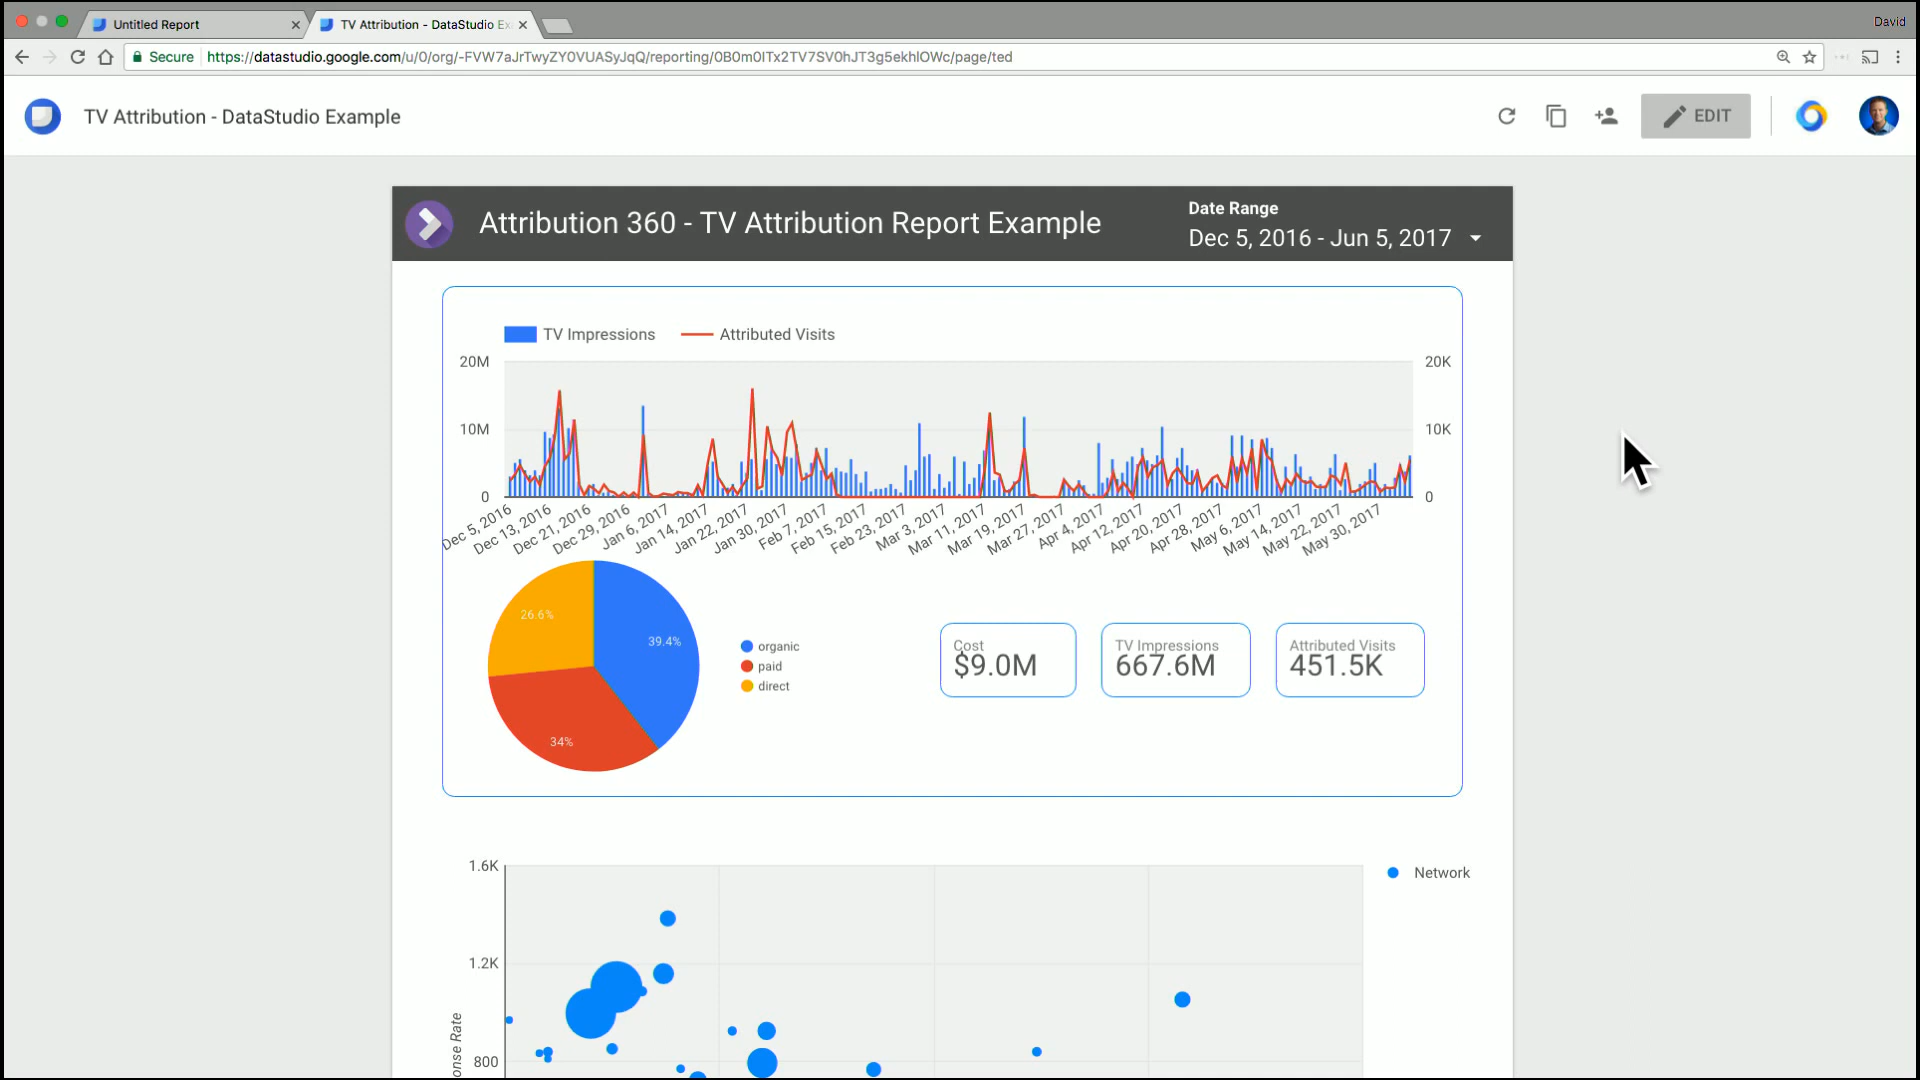 Untitled Report
TV Attribution - DataStudio Ex
David
Secure
https://datastudio.google.com/u/0/org/-FVW7aJrTwyZY0VUASyJqQ/reporting/0B0m0ITx2TV7SV0hJT3g5ekhlOWc/page/ted
TV Attribution - DataStudio Example
EDIT
Attribution 360 - TV Attribution Report Example
Date Range
Dec 5, 2016 - Jun 5, 2017
TV Impressions
Attributed Visits
20M
20K
10M
10K
0
0
Dec 5, 2016
Dec 13, 2016
Dec 21, 2016
Dec 29, 2016
Jan 6, 2017
Jan 14, 2017
Jan 22, 2017
Jan 30, 2017
Feb 7, 2017
Feb 15, 2017
Feb 23, 2017
Mar 3, 2017
Mar 11, 2017
Mar 19, 2017
Mar 27, 2017
Apr 4, 2017
Apr 12, 2017
Apr 20, 2017
Apr 28, 2017
May 6, 2017
May 14, 2017
May 22, 2017
May 30, 2017
26.6%
39.4%
34%
organic
paid
direct
Cost
$9.0M
TV Impressions
667.6M
Attributed Visits
451.5K
1.6K
Network
1.2K
onse Rate
800